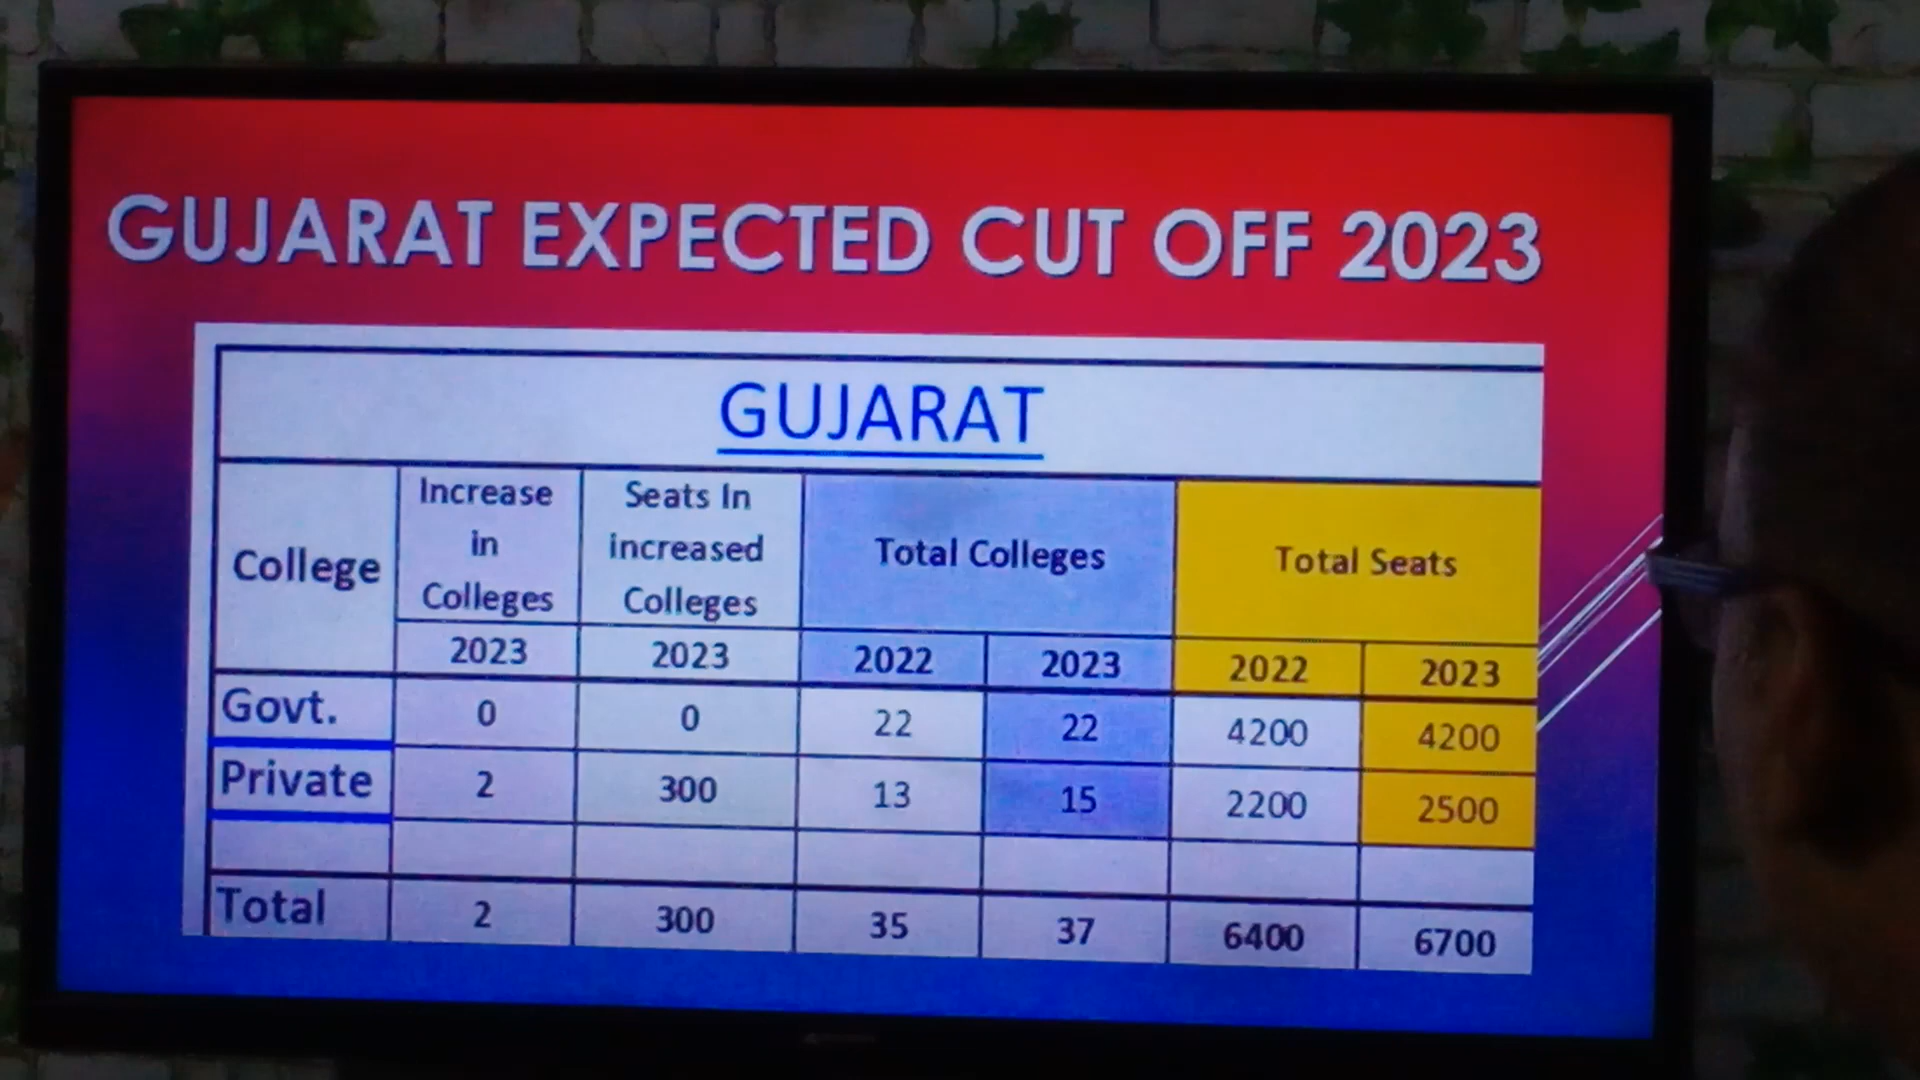 GUJARAT EXPECTED CUT OFF 2023
GUJARAT
College
Increase
in
Colleges
Seats In
increased
Colleges
Total Colleges
Total Seats
2023 2023 2022 2023 2022 2023
Govt. 0 0 22 22 4200 4200
Private 2 300 13 15 2200 2500
Total 2 300 35 37 6400 6700